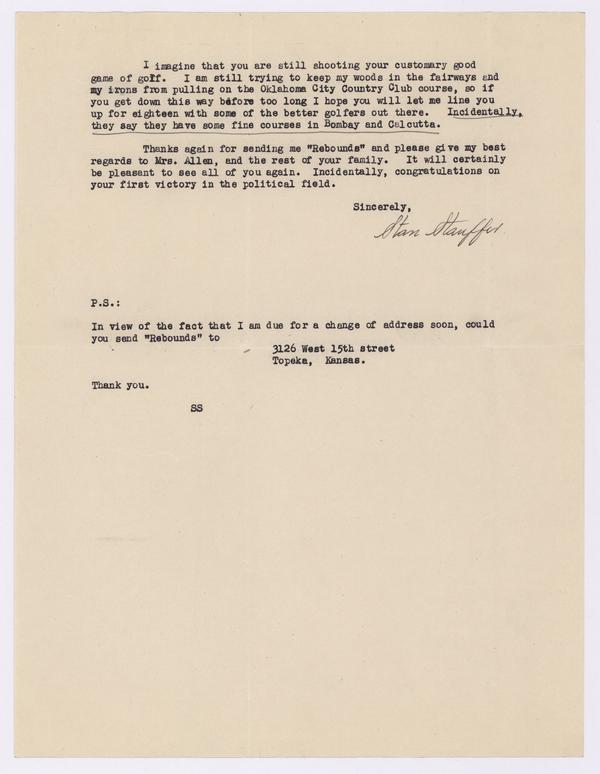 I imagine that you are still shooting your customary good
game of golf. I am still trying to keep my woods in the fairways and
my irons from pulling on the Oklahoma City Country Club course, so if
you get down this way before too long I hope you will let me line you
up for eighteen with some of the better golfers out there. Incidentally,
they say they have some fine courses in Bombay and Calcutta.
Thanks again for sending me "Rebounds" and please give my best
regards to Mrs. Allen, and the rest of your family. It will certainly
be pleasant to see all of you again. Incidentally, congratulations on
your first victory in the political field.
Sincerely,
Stan Stauffer
P.S.:
In view of the fact that I am due for a change of address soon, could
you send "Rebounds" to
3126 West 15th street
Topeka, Kansas.
Thank you.
SS